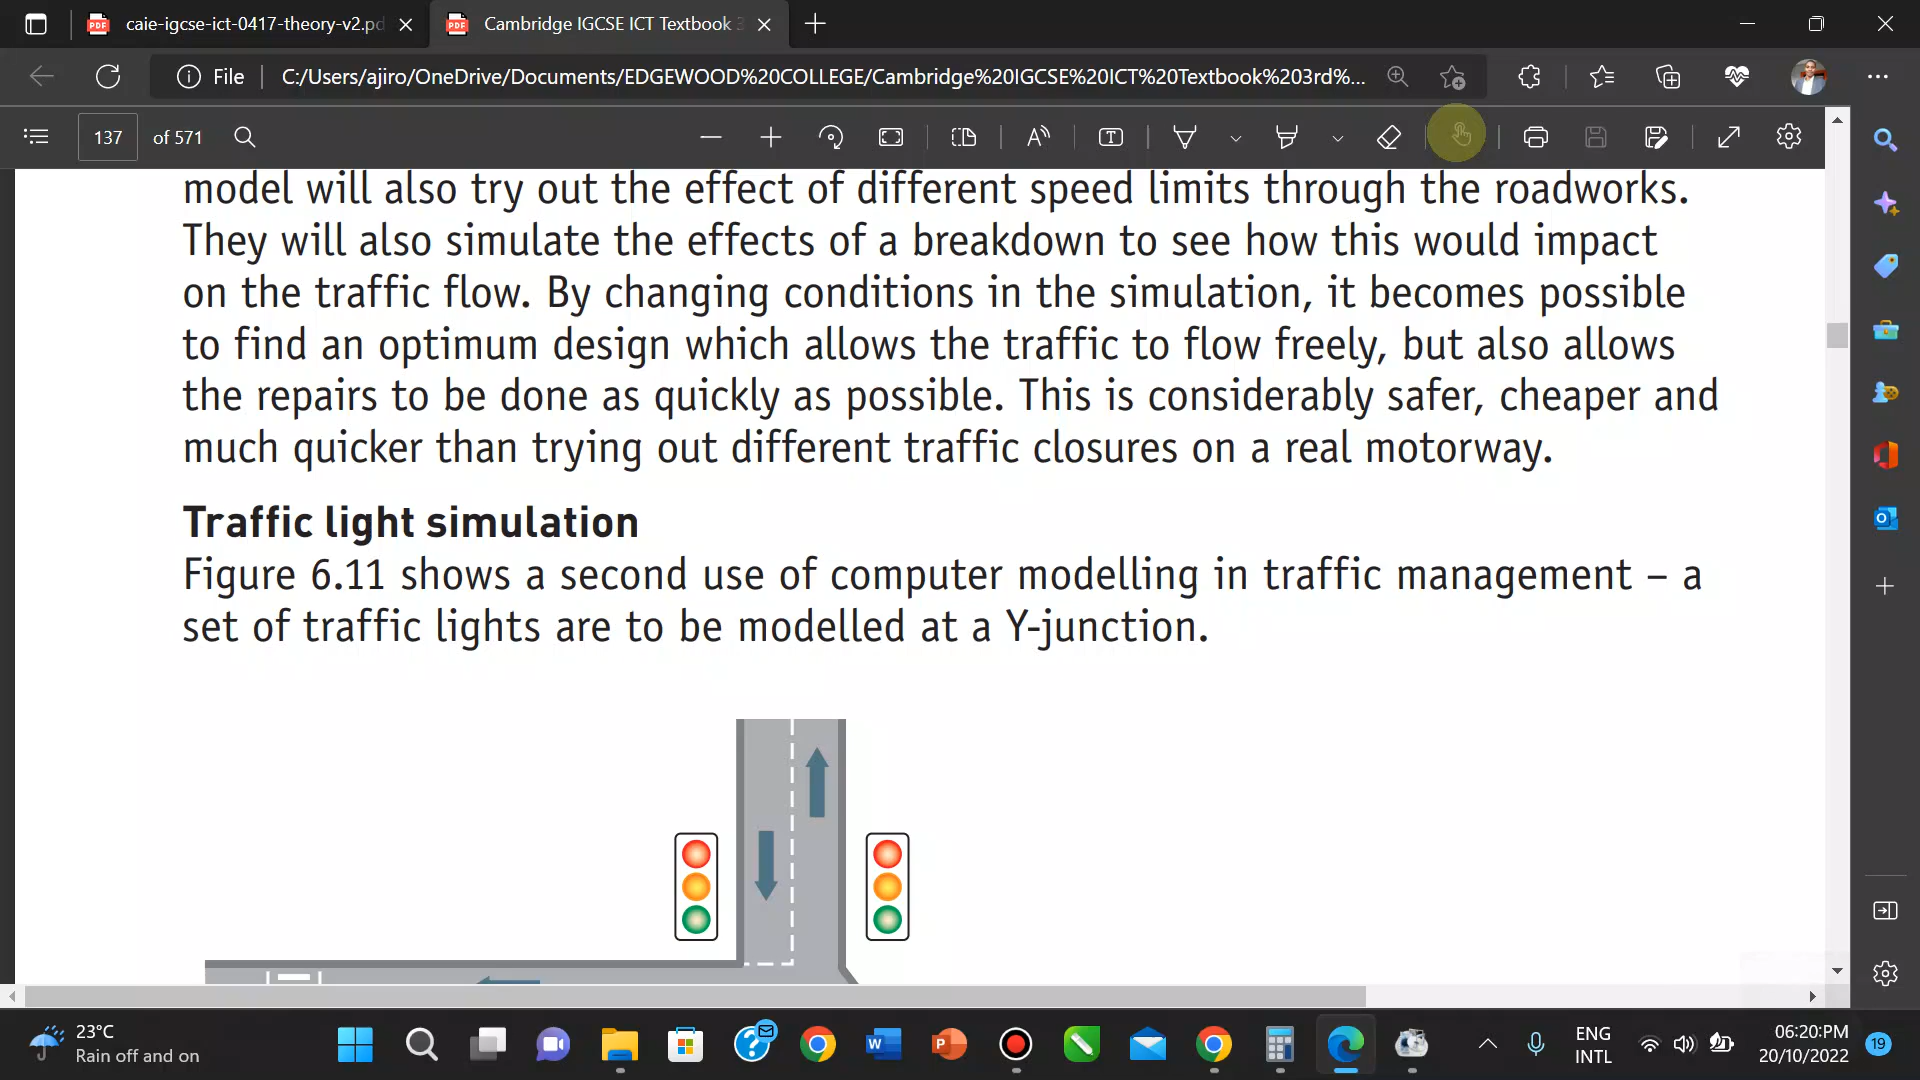 caie-igcse-ict-0417-theory-v2.pd
Cambridge IGCSE ICT Textbook 3
File
C:/Users/ajiro/OneDrive/Documents/EDGEWOOD%20COLLEGE/Cambridge%20IGCSE%20ICT%20Textbook%203rd%...
137 of 571
model will also try out the effect of different speed limits through the roadworks.
They will also simulate the effects of a breakdown to see how this would impact
on the traffic flow. By changing conditions in the simulation, it becomes possible
to find an optimum design which allows the traffic to flow freely, but also allows
the repairs to be done as quickly as possible. This is considerably safer, cheaper and
much quicker than trying out different traffic closures on a real motorway.
Traffic light simulation
Figure 6.11 shows a second use of computer modelling in traffic management – a
set of traffic lights are to be modelled at a Y-junction.
23°C
Rain off and on
ENG
INTL
06:20:PM
20/10/2022
19